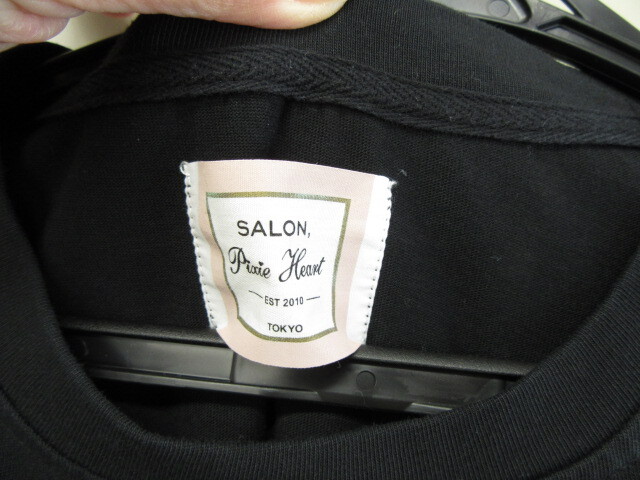 SALON,
Pixie Heart
EST 2010
TOKYO